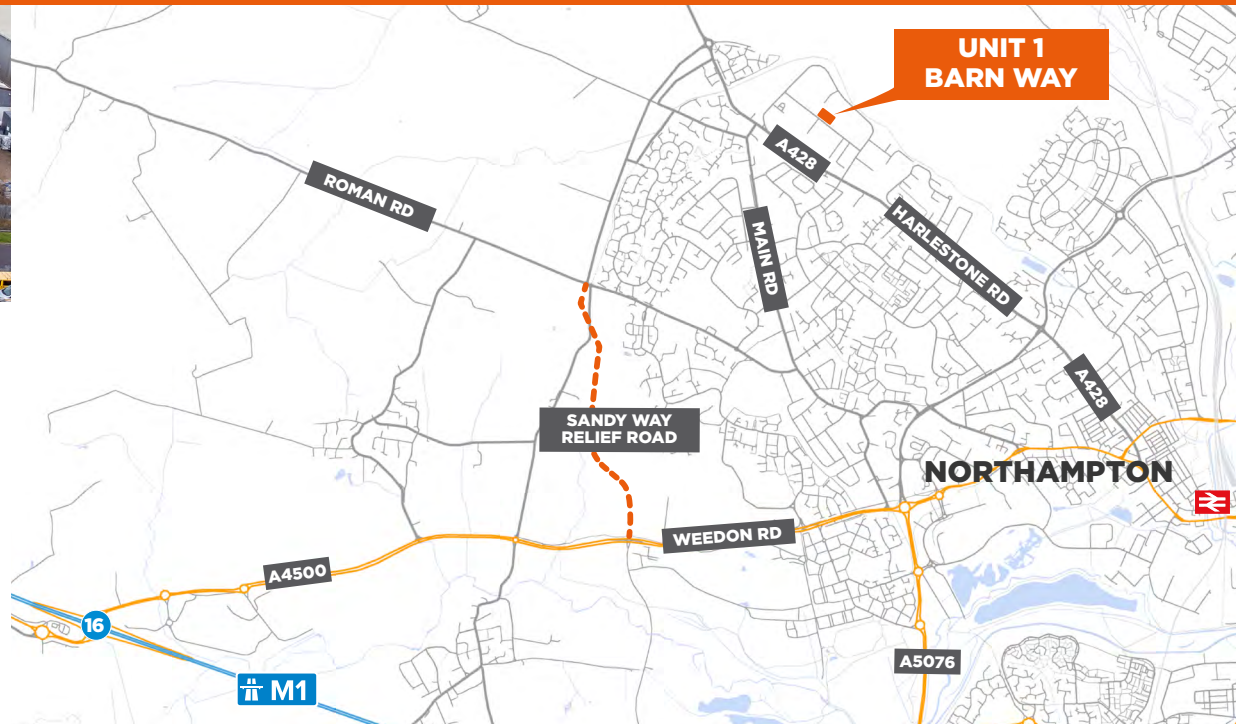 UNIT 1
BARN WAY
A428
ROMAN RD
HARLESTONE RD
MAIN RD
A428
SANDY WAY
RELIEF ROAD
NORTHAMPTON
WEEDON RD
A4500
16
A5076
M1